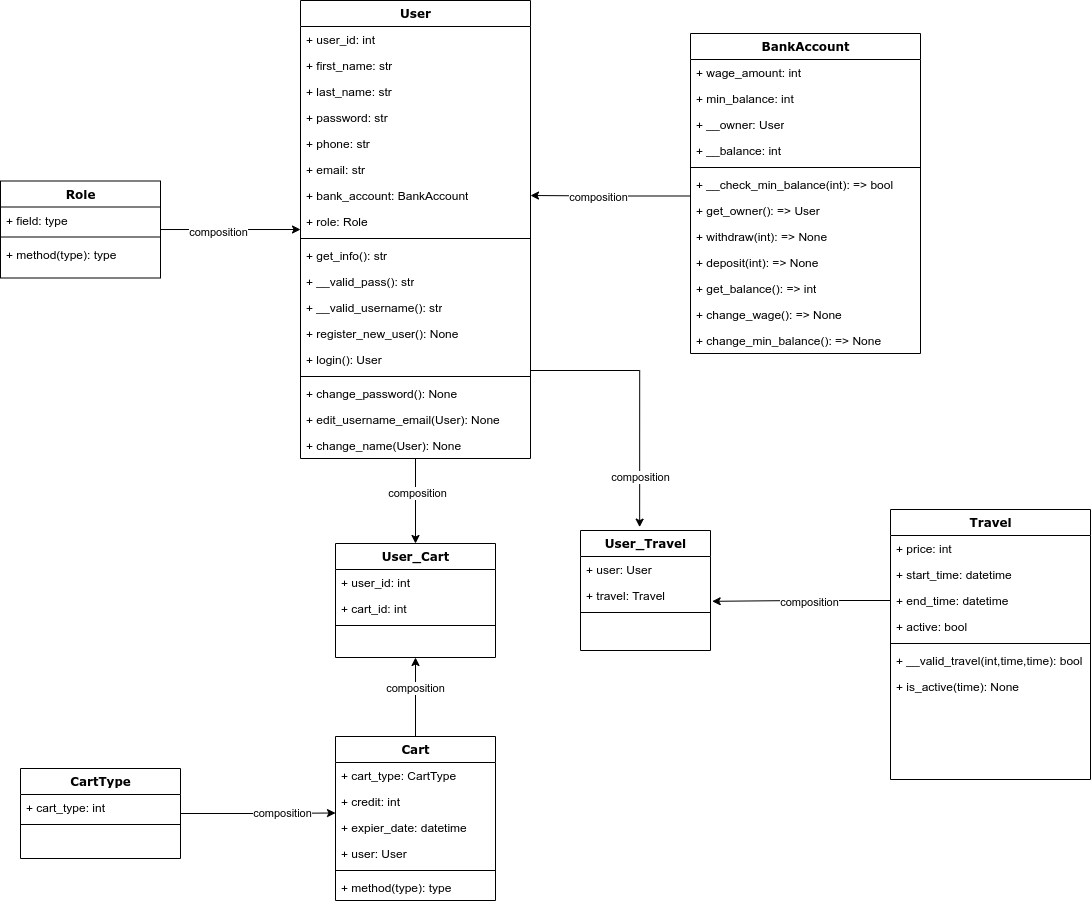 User
+ user_id: int
+ first_name: str
+ last_name: str
+ password: str
+ phone: str
+ email: str
+ bank_account: BankAccount
+ role: Role
+ get_info(): str
+ __valid_pass(): str
+ __valid_username(): str
+ register_new_user(): None
+ login(): User
+ change_password(): None
+ edit_username_email(User): None
+ change_name(User): None
BankAccount
+ wage_amount: int
+ min_balance: int
+ __owner: User
+ __balance: int
+ __check_min_balance(int): => bool
+ get_owner(): => User
+ withdraw(int): => None
+ deposit(int): => None
+ get_balance(): => int
+ change_wage(): => None
+ change_min_balance(): => None
composition
Role
+ field: type
+ method(type): type
composition
composition
composition
User_Cart
+ user_id: int
+ cart_id: int
User_Travel
+ user: User
+ travel: Travel
composition
Travel
+ price: int
+ start_time: datetime
+ end_time: datetime
+ active: bool
+ __valid_travel(int,time,time): bool
+ is_active(time): None
composition
CartType
+ cart_type: int
composition
Cart
+ cart_type: CartType
+ credit: int
+ expier_date: datetime
+ user: User
+ method(type): type